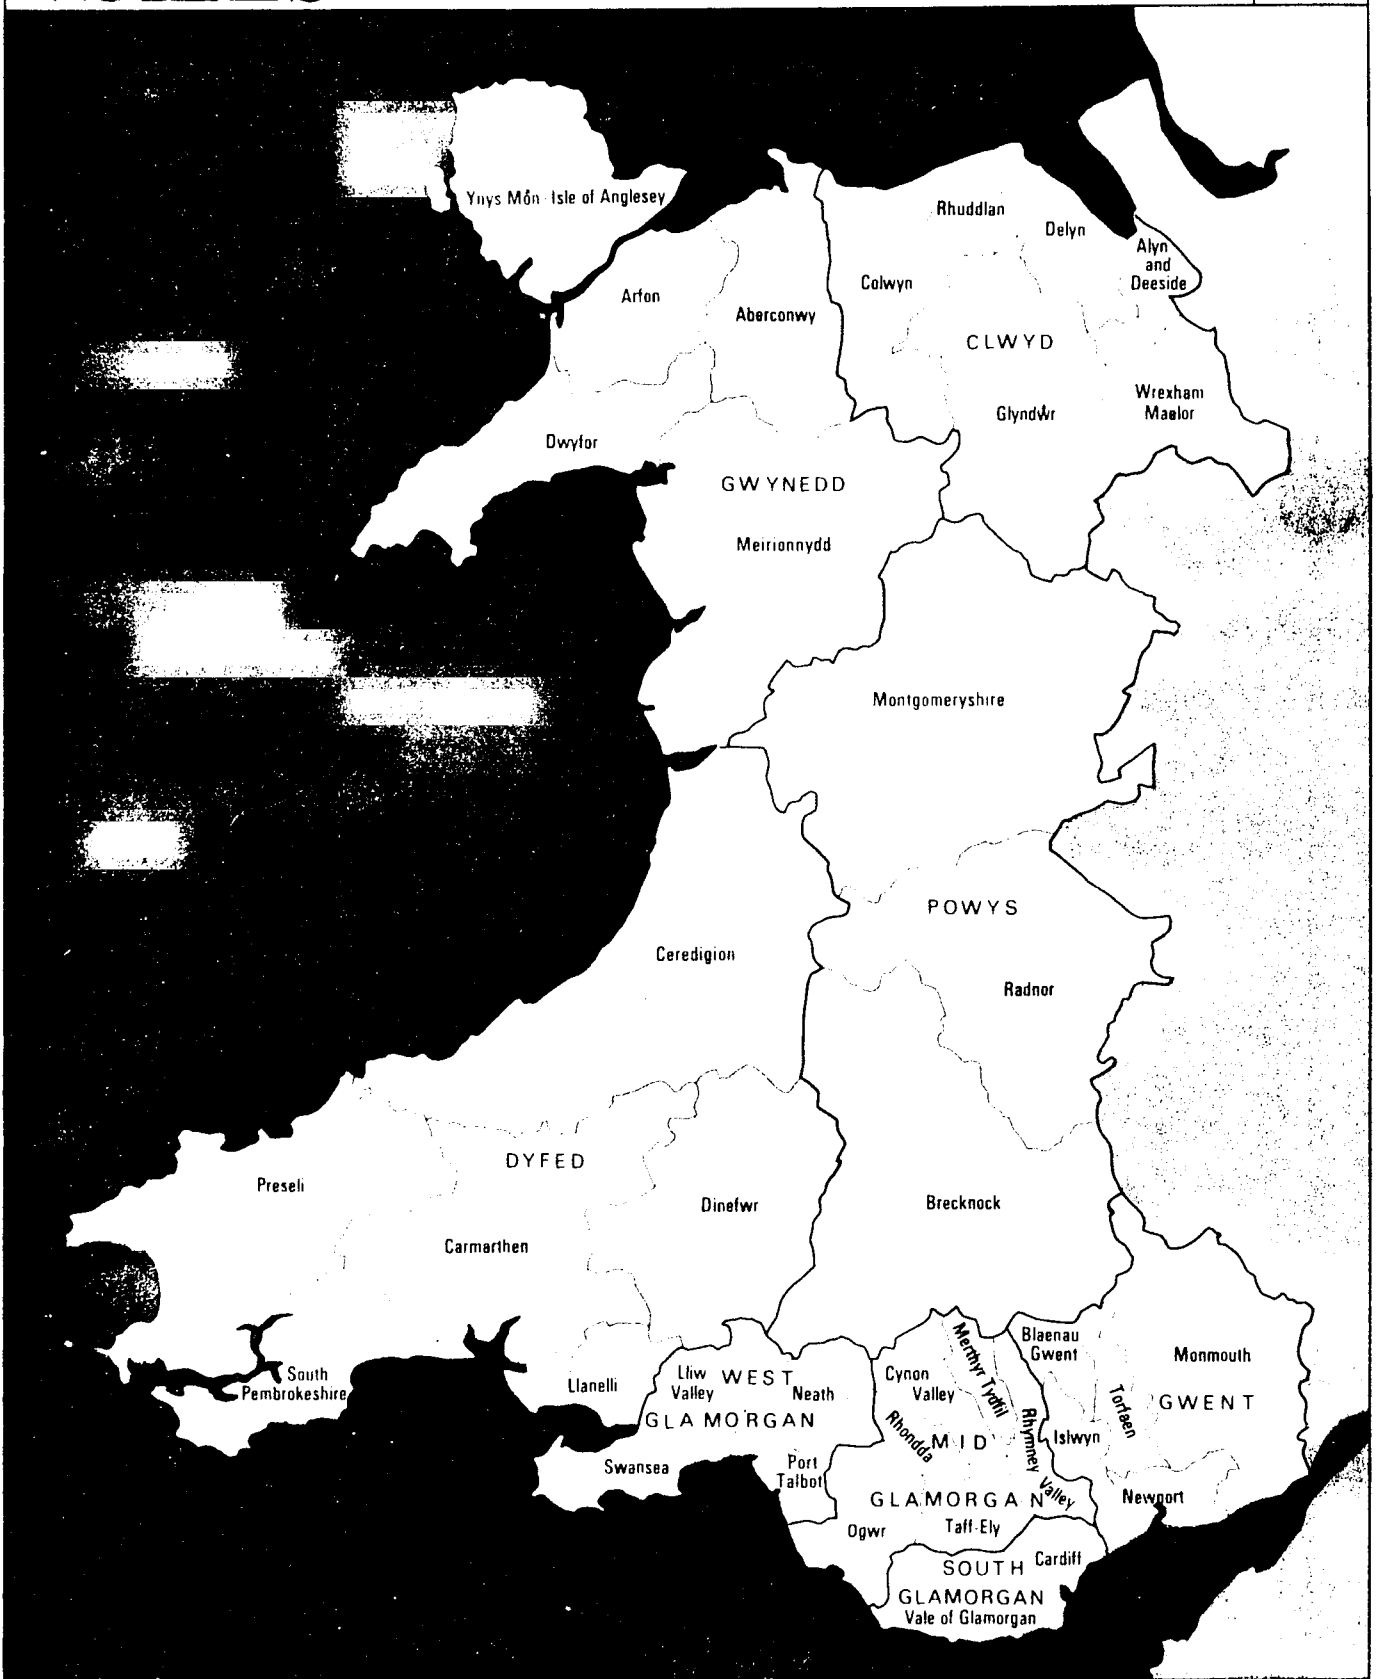 Ynys Môn - Isle of Anglesey
Rhuddlan
Delyn
Alyn
and
Deeside
Colwyn
Arfon
Aberconwy
CLWYD
Wrexham
Maelor
Glyndŵr
Dwyfor
GWYNEDD
Meirionnydd
Montgomeryshire
POWYS
Ceredigion
Radnor
DYFED
Preseli
Dinefwr
Brecknock
Carmarthen
South
Pembrokeshire
Llanelli
Lliw
Valley
WEST
GLAMORGAN
Neath
Swansea
Port
Talbot
Cynon
Valley
Merthyr Tydfil
Rhondda
Rhymney
Valley
MID
GLAMORGAN
Ogwr
Taff-Ely
Blaenau
Gwent
Islwyn
Torfaen
Monmouth
GWENT
Newport
SOUTH
GLAMORGAN
Cardiff
Vale of Glamorgan